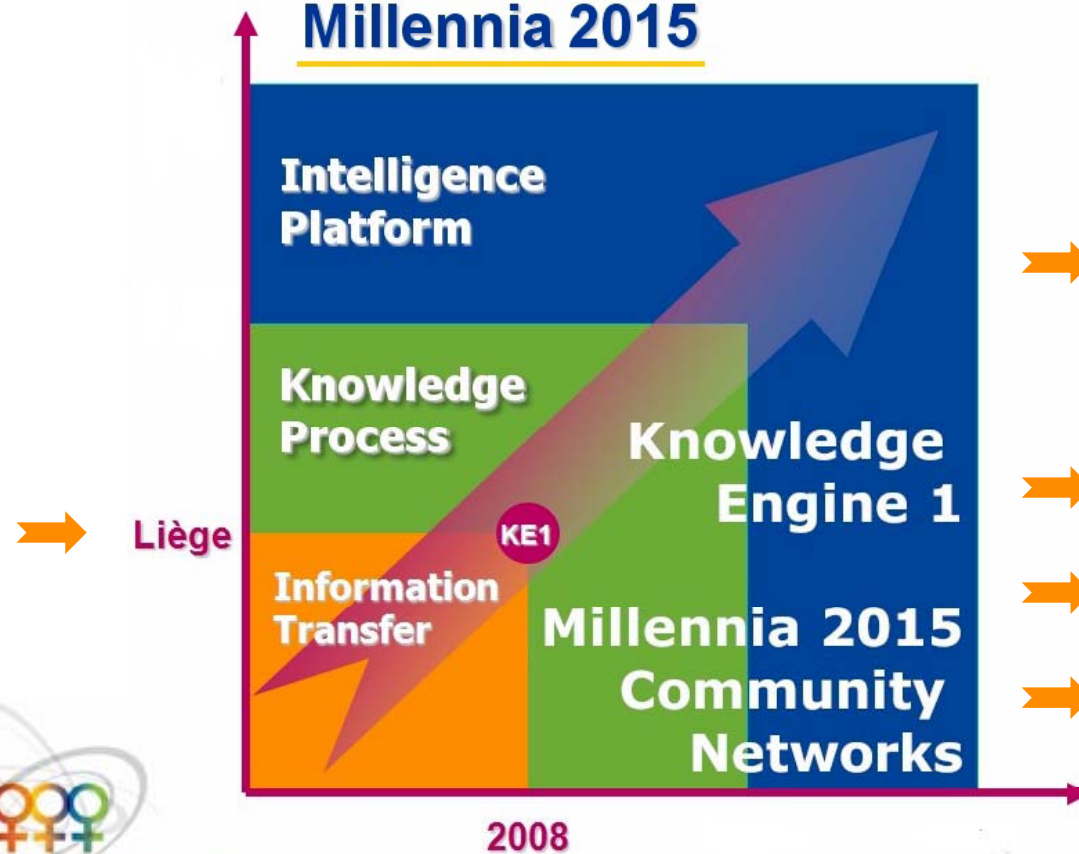 Millennia 2015
Intelligence
Platform
Knowledge
Process
Knowledge
Engine 1
Liège
KE1
Information
Transfer
Millennia 2015
Community
Networks
2008